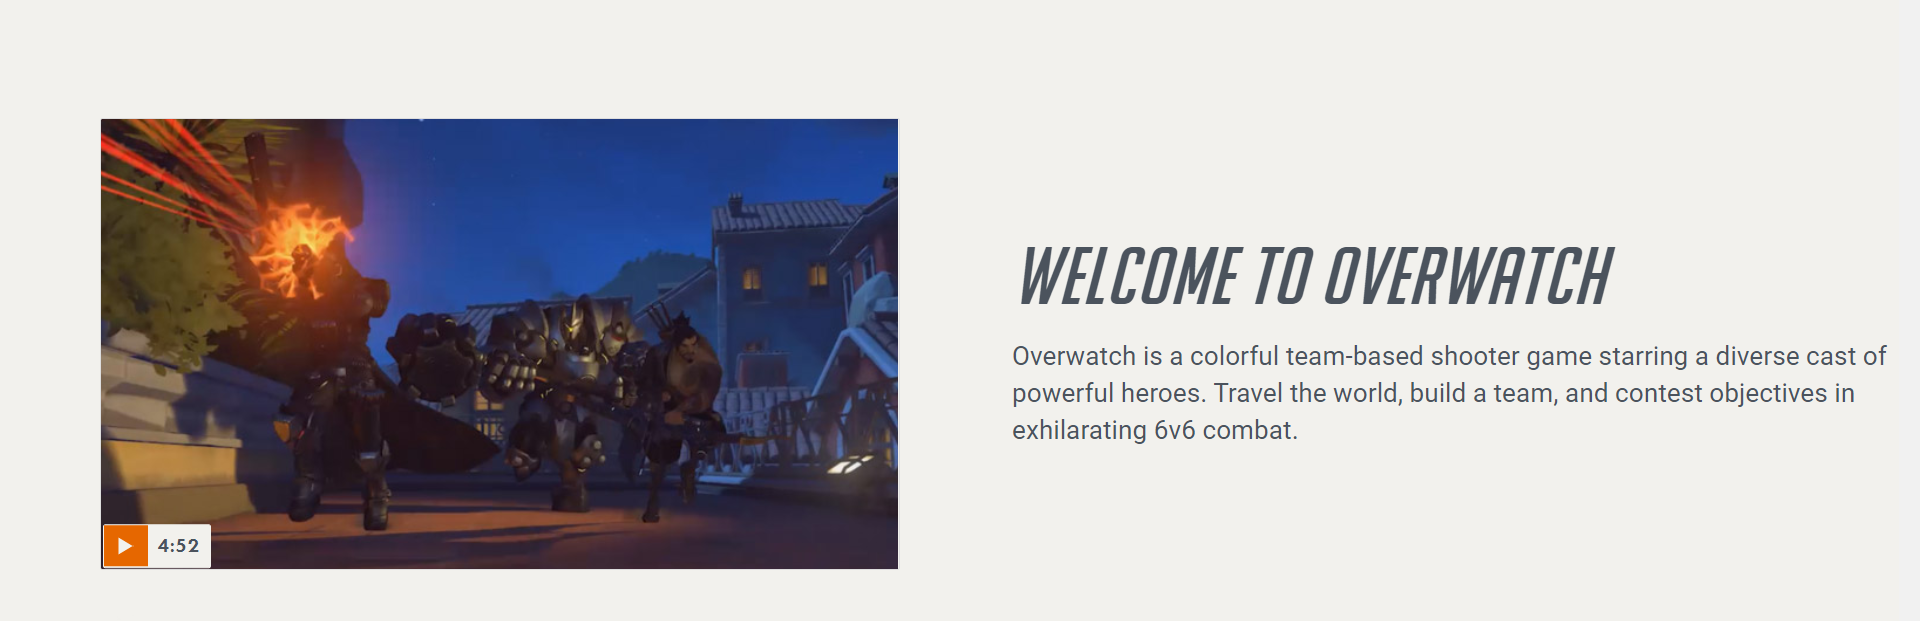 WELCOME TO OVERWATCH
Overwatch is a colorful team-based shooter game starring a diverse cast of
powerful heroes. Travel the world, build a team, and contest objectives in
exhilarating 6v6 combat.
4:52